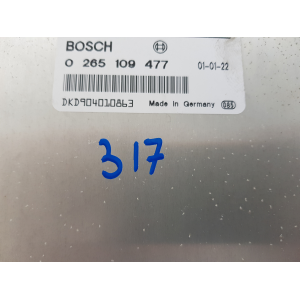 BOSCH
0 265 109 477 01-01-22
DKD904010863 Made in Germany
317